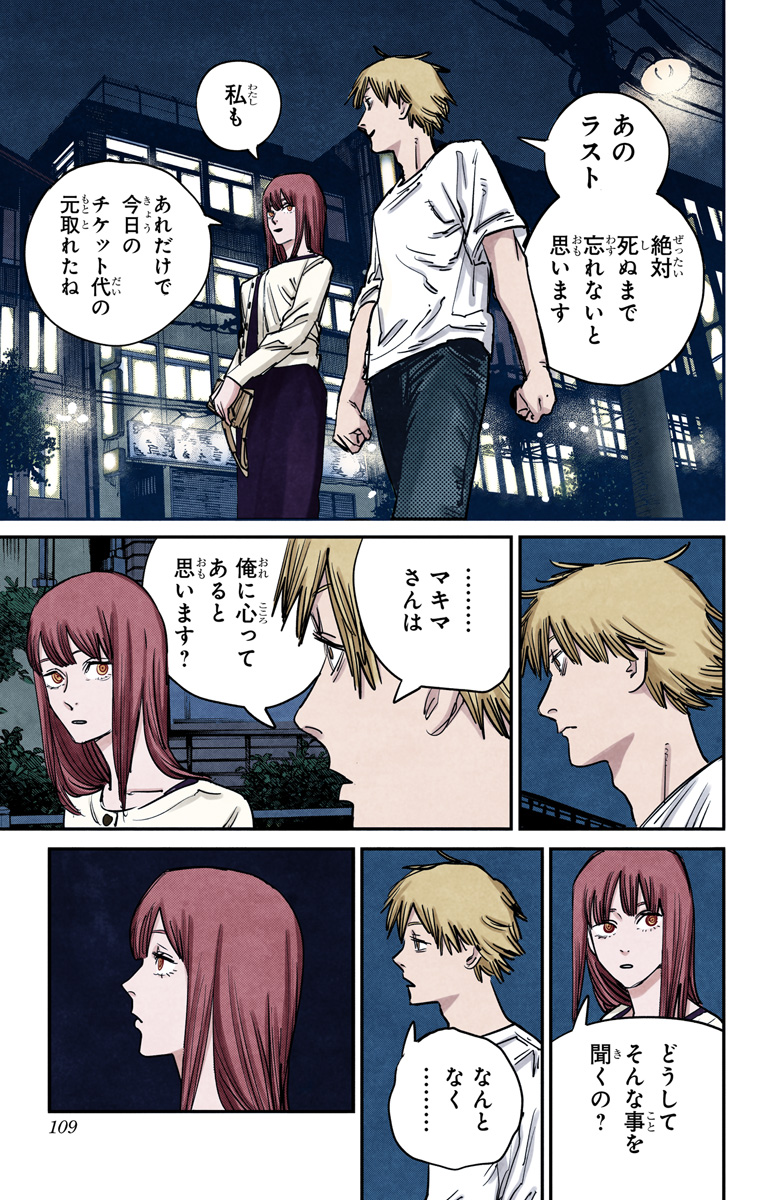 あの
ラスト
絶対
死ぬまで
忘れないと
思います
私も
あれだけで
今日の
チケット代の
元取れたね
………
マキマ
さんは
俺に心って
あると
思います?
どうして
そんな事を
聞くの?
なんと
なく
………
109